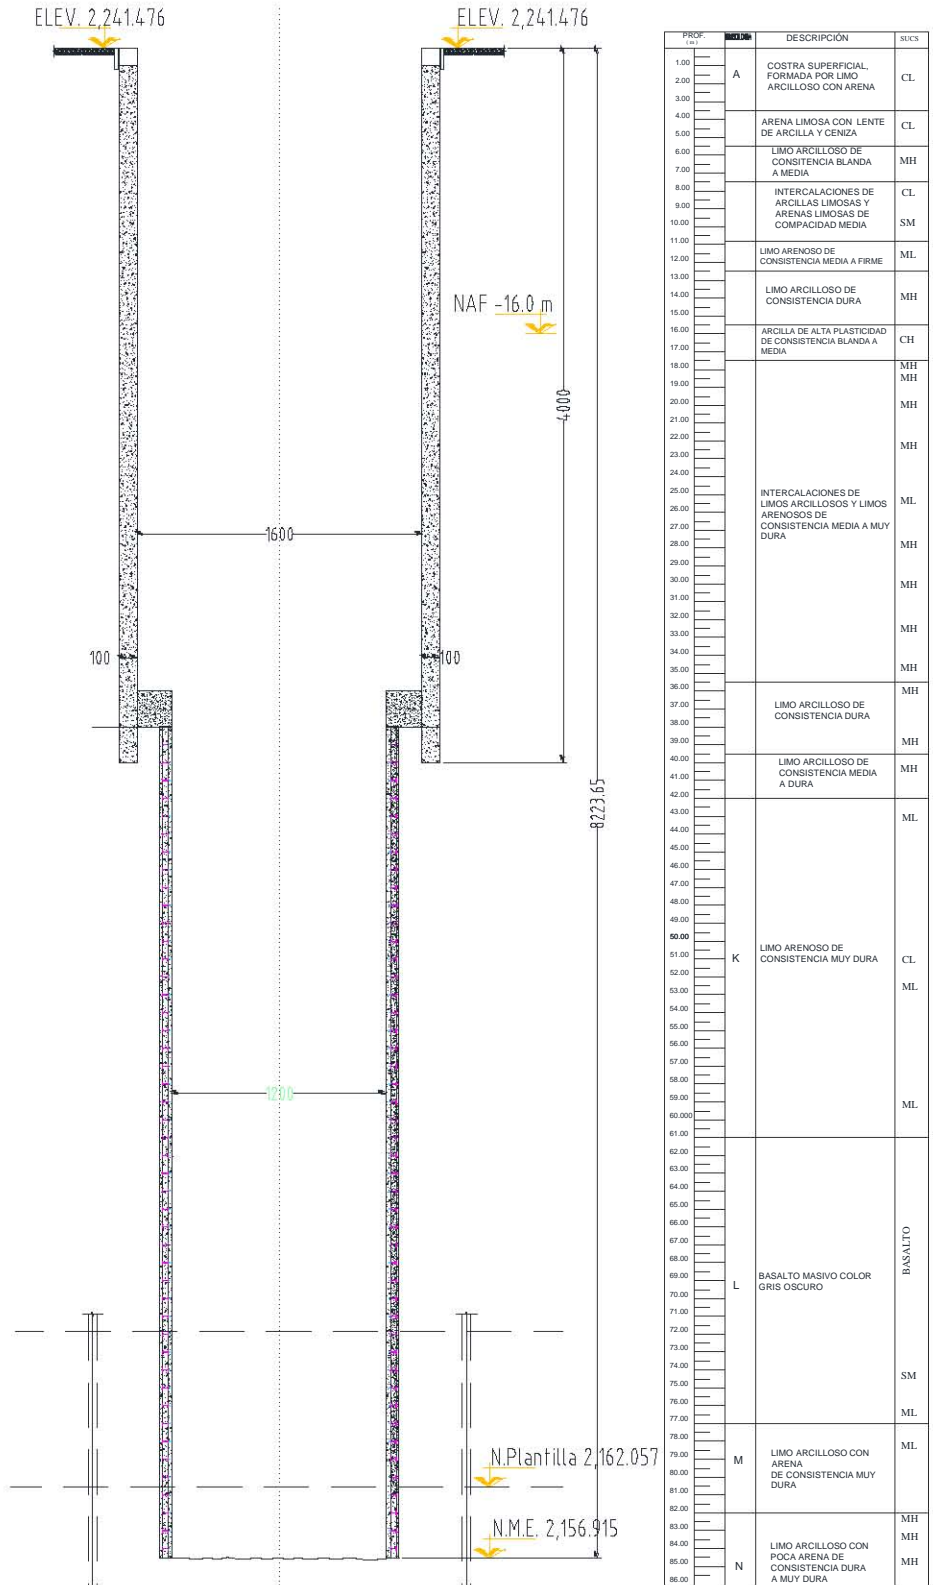 ELEV. 2,241.476
ELEV. 2,241.476
NAF -16.0 m
4000
1600
100
100
8223.65
1200
N.Plantilla 2,162.057
N.M.E. 2,156.915
PROF.
(m)
DESCRIPCIÓN
SUCS
1.00
2.00
3.00
4.00
5.00
6.00
7.00
8.00
9.00
10.00
11.00
12.00
13.00
14.00
15.00
16.00
17.00
18.00
19.00
20.00
21.00
22.00
23.00
24.00
25.00
26.00
27.00
28.00
29.00
30.00
31.00
32.00
33.00
34.00
35.00
36.00
37.00
38.00
39.00
40.00
41.00
42.00
43.00
44.00
45.00
46.00
47.00
48.00
49.00
50.00
51.00
52.00
53.00
54.00
55.00
56.00
57.00
58.00
59.00
60.000
61.00
62.00
63.00
64.00
65.00
66.00
67.00
68.00
69.00
70.00
71.00
72.00
73.00
74.00
75.00
76.00
77.00
78.00
79.00
80.00
81.00
82.00
83.00
84.00
85.00
86.00
A
COSTRA SUPERFICIAL,
FORMADA POR LIMO
ARCILLOSO CON ARENA
CL
ARENA LIMOSA CON LENTE
DE ARCILLA Y CENIZA
CL
LIMO ARCILLOSO DE
CONSITENCIA BLANDA
A MEDIA
MH
INTERCALACIONES DE
ARCILLAS LIMOSAS Y
ARENAS LIMOSAS DE
COMPACIDAD MEDIA
CL
SM
LIMO ARENOSO DE
CONSISTENCIA MEDIA A FIRME
ML
LIMO ARCILLOSO DE
CONSISTENCIA DURA
MH
ARCILLA DE ALTA PLASTICIDAD
DE CONSISTENCIA BLANDA A
MEDIA
CH
INTERCALACIONES DE
LIMOS ARCILLOSOS Y LIMOS
ARENOSOS DE
CONSISTENCIA MEDIA A MUY
DURA
MH
MH
MH
MH
ML
MH
MH
MH
MH
LIMO ARCILLOSO DE
CONSISTENCIA DURA
MH
MH
LIMO ARCILLOSO DE
CONSISTENCIA MEDIA
A DURA
MH
K
LIMO ARENOSO DE
CONSISTENCIA MUY DURA
ML
CL
ML
ML
L
BASALTO MASIVO COLOR
GRIS OSCURO
BASALTO
SM
ML
M
LIMO ARCILLOSO CON
ARENA
DE CONSISTENCIA MUY
DURA
ML
N
LIMO ARCILLOSO CON
POCA ARENA DE
CONSISTENCIA DURA
A MUY DURA
MH
MH
MH